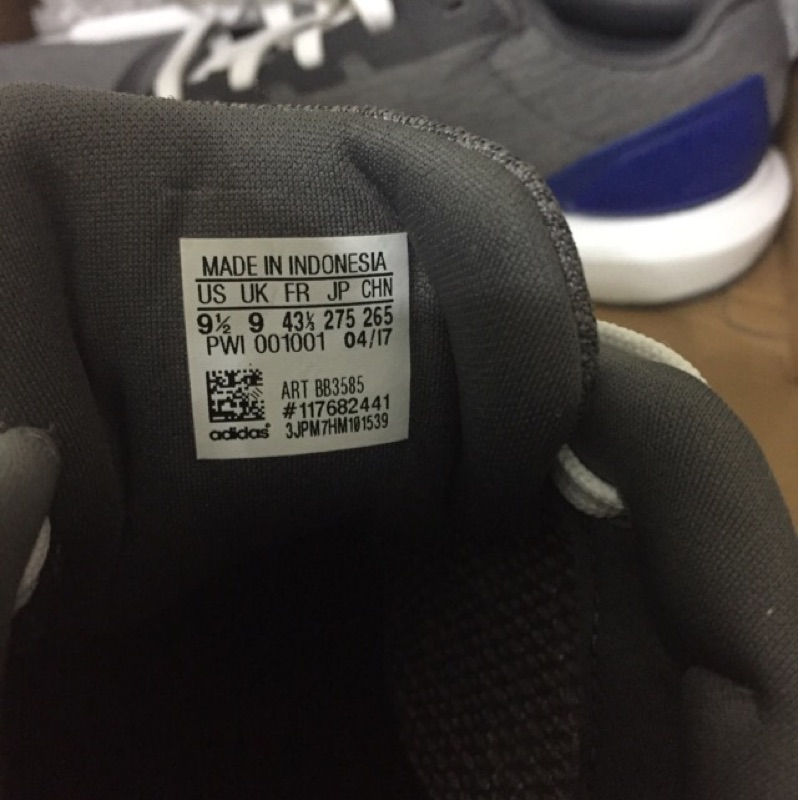 MADE IN INDONESIA
US UK FR JP CHN
9½ 9 43⅓ 275 265
PWI 001001 04/17
ART BB3585
#117682441
adidas 3JPM7HM101539